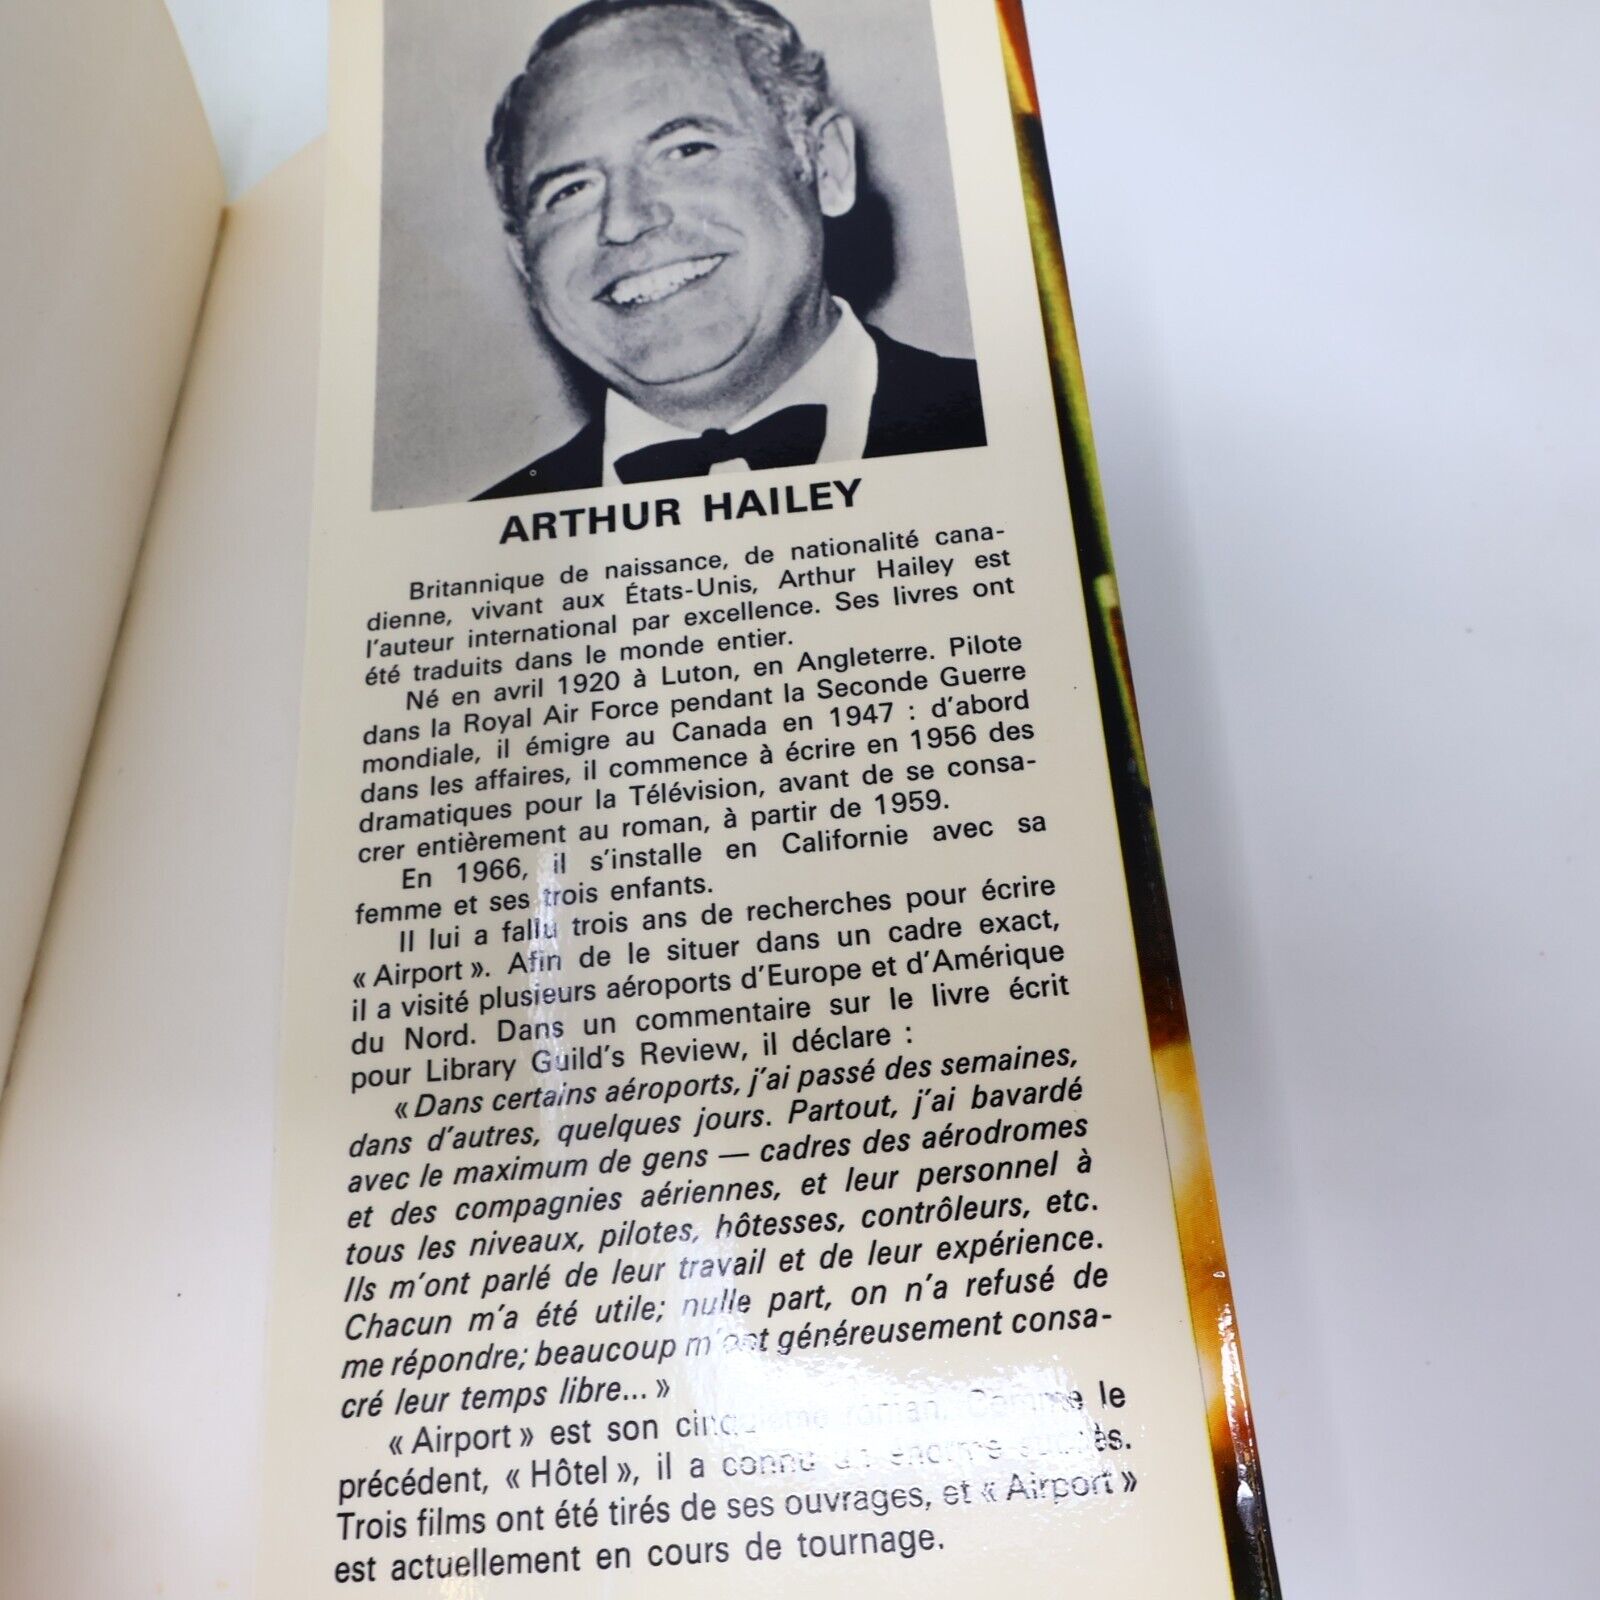 ARTHUR HAILEY
Britannique de naissance, de nationalité cana-
dienne, vivant aux États-Unis, Arthur Hailey est
l'auteur international par excellence. Ses livres ont
été traduits dans le monde entier.
Né en avril 1920 à Luton, en Angleterre. Pilote
dans la Royal Air Force pendant la Seconde Guerre
mondiale, il émigre au Canada en 1947 : d'abord
dans les affaires, il commence à écrire en 1956 des
dramatiques pour la Télévision, avant de se consa-
crer entièrement au roman, à partir de 1959.
En 1966, il s'installe en Californie avec sa
femme et ses trois enfants.
Il lui a fallu trois ans de recherches pour écrire
« Airport ». Afin de le situer dans un cadre exact,
il a visité plusieurs aéroports d'Europe et d'Amérique
du Nord. Dans un commentaire sur le livre écrit
pour Library Guild's Review, il déclare :
« Dans certains aéroports, j'ai passé des semaines,
dans d'autres, quelques jours. Partout, j'ai bavardé
avec le maximum de gens — cadres des aérodromes
et des compagnies aériennes, et leur personnel à
tous les niveaux, pilotes, hôtesses, contrôleurs, etc.
Ils m'ont parlé de leur travail et de leur expérience.
Chacun m'a été utile; nulle part, on n'a refusé de
me répondre; beaucoup m'ont généreusement consa-
cré leur temps libre... »
« Airport » est son cinquième roman. Comme le
précédent, « Hôtel », il a connu un énorme succès.
Trois films ont été tirés de ses ouvrages, et « Airport »
est actuellement en cours de tournage.